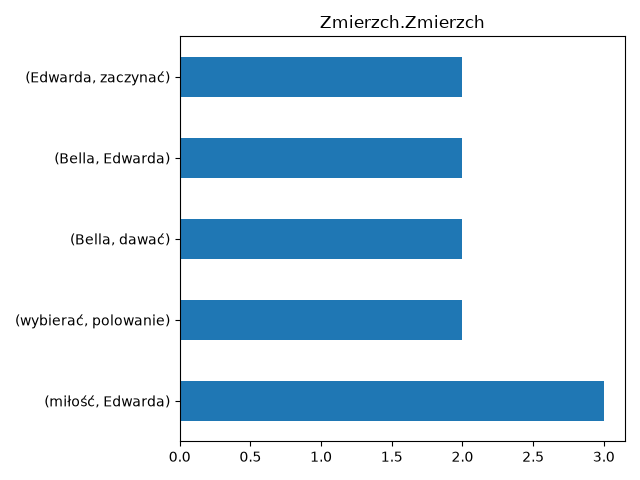 Zmierzch.Zmierzch
(Edwarda, zaczynać)
(Bella, Edwarda)
(Bella, dawać)
(wybierać, polowanie)
(miłość, Edwarda)
0.0 0.5 1.0 1.5 2.0 2.5 3.0